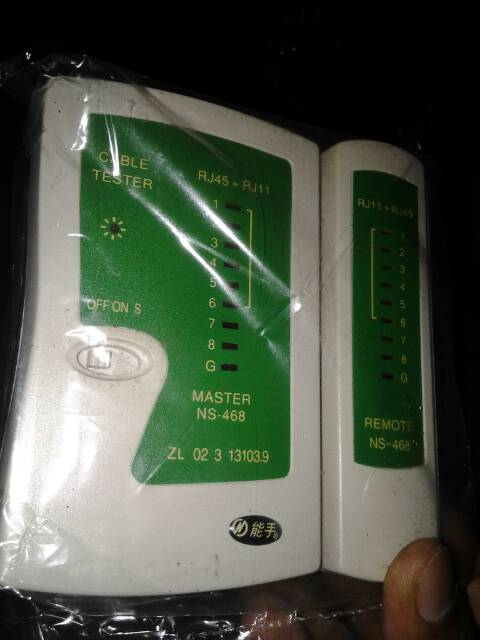 CABLE
TESTER
OFF ON S
RJ45 + RJ11
1
2
3
4
5
6
7
8
G
MASTER
NS-468
ZL 02 3 13103.9
能手
RJ11 + RJ45
1
2
3
4
5
6
7
8
G
REMOTE
NS-468